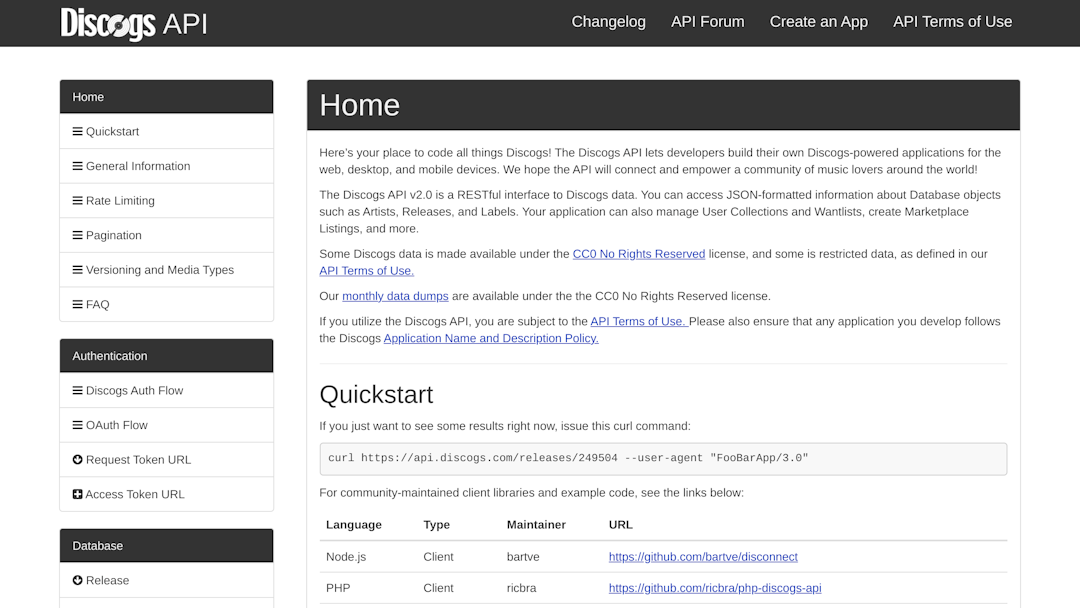 Discogs API
Changelog API Forum Create an App API Terms of Use
Home
Quickstart
General Information
Rate Limiting
Pagination
Versioning and Media Types
FAQ
Authentication
Discogs Auth Flow
OAuth Flow
Request Token URL
Access Token URL
Database
Release
Home
Here's your place to code all things Discogs! The Discogs API lets developers build their own Discogs-powered applications for the
web, desktop, and mobile devices. We hope the API will connect and empower a community of music lovers around the world!
The Discogs API v2.0 is a RESTful interface to Discogs data. You can access JSON-formatted information about Database objects
such as Artists, Releases, and Labels. Your application can also manage User Collections and Wantlists, create Marketplace
Listings, and more.
Some Discogs data is made available under the CC0 No Rights Reserved license, and some is restricted data, as defined in our
API Terms of Use.
Our monthly data dumps are available under the the CC0 No Rights Reserved license.
If you utilize the Discogs API, you are subject to the API Terms of Use. Please also ensure that any application you develop follows
the Discogs Application Name and Description Policy.
Quickstart
If you just want to see some results right now, issue this curl command:
curl https://api.discogs.com/releases/249504 --user-agent "FooBarApp/3.0"
For community-maintained client libraries and example code, see the links below:
Language Type Maintainer URL
Node.js Client bartve https://github.com/bartve/disconnect
PHP Client ricbra https://github.com/ricbra/php-discogs-api